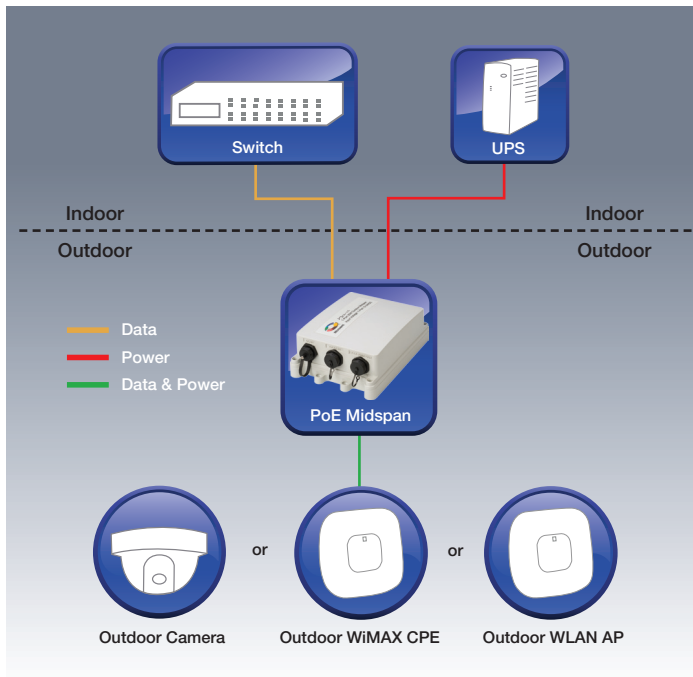 Switch
UPS
Indoor
Indoor
Outdoor
Outdoor
Data
Power
Data & Power
PoE Midspan
or
or
Outdoor Camera
Outdoor WiMAX CPE
Outdoor WLAN AP